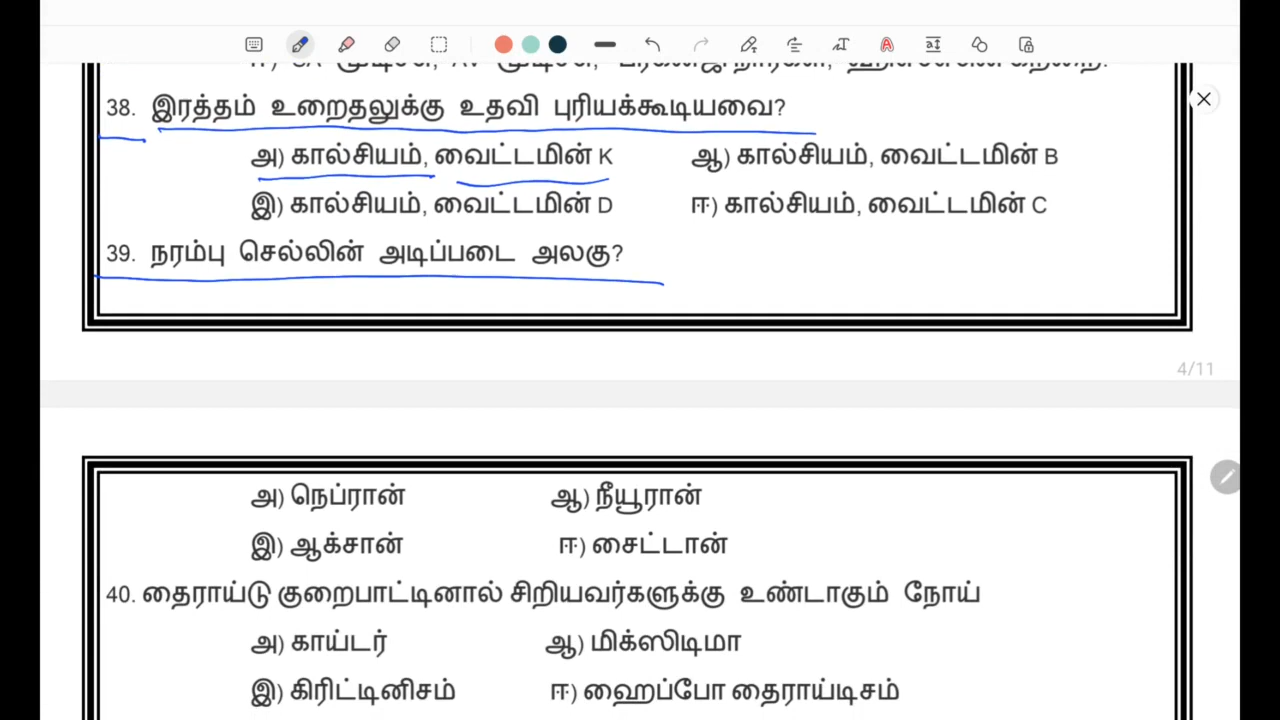 38. இரத்தம் உறைதலுக்கு உதவி புரியக்கூடியவை?
அ) கால்சியம், வைட்டமின் K ஆ) கால்சியம், வைட்டமின் B
இ) கால்சியம், வைட்டமின் D ஈ) கால்சியம், வைட்டமின் C
39. நரம்பு செல்லின் அடிப்படை அலகு?
4/11
அ) நெப்ரான் ஆ) நீயூரான்
இ) ஆக்சான் ஈ) சைட்டான்
40. தைராய்டு குறைபாட்டினால் சிறியவர்களுக்கு உண்டாகும் நோய்
அ) காய்டர் ஆ) மிக்ஸிடிமா
இ) கிரிட்டினிசம் ஈ) ஹைப்போ தைராய்டிசம்